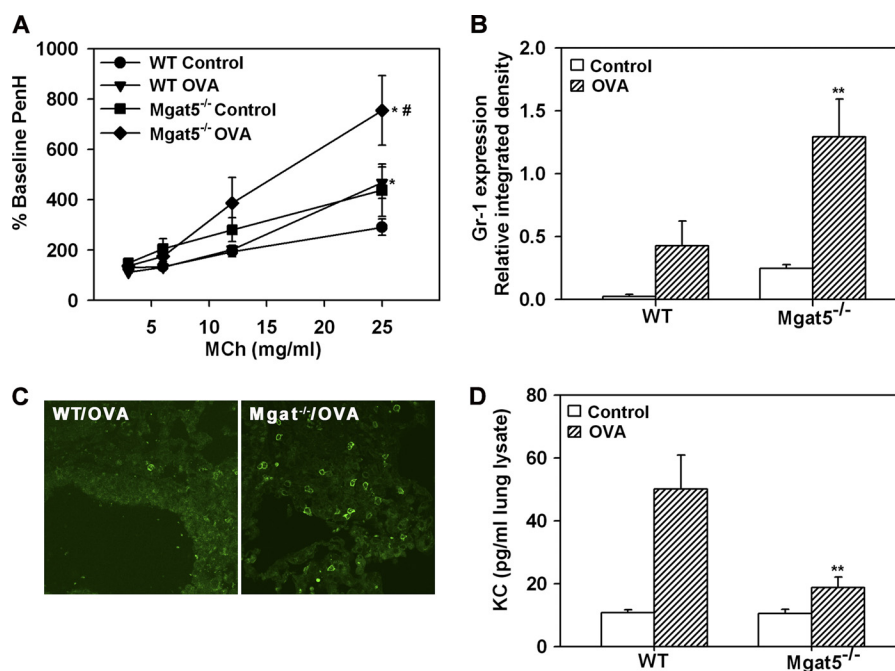 A
1000
800
600
400
200
0
% Baseline PenH
WT Control
WT OVA
Mgat5-/- Control
Mgat5-/- OVA
* #
*
5
10
15
20
25
MCh (mg/ml)
B
2.0
1.5
1.0
0.5
0.0
Gr-1 expression
Relative integrated density
Control
OVA
**
WT
Mgat5-/-
C
WT/OVA
Mgat-/-/OVA
D
80
60
40
20
0
KC (pg/ml lung lysate)
Control
OVA
**
WT
Mgat5-/-